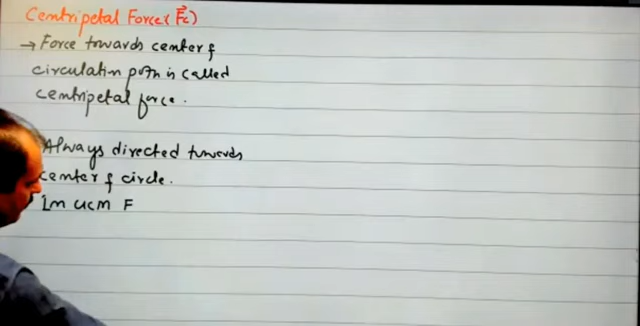 Centripetal Force (F⃗c)
→ Force towards center of
circulatin path is called
centripetal force.
Always directed towards
center of circle.
In UCM F